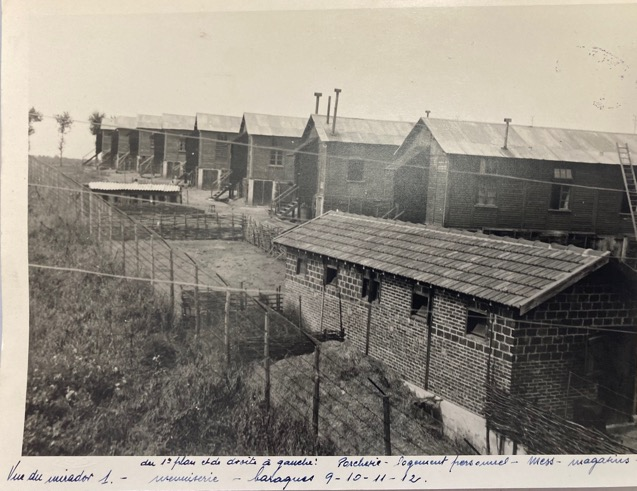 du 1er plan et de droite à gauche: Porcherie - Logement personnel - Mess - magasins -
Vue du mirador 1. - menuiserie - baraques 9-10-11-12.